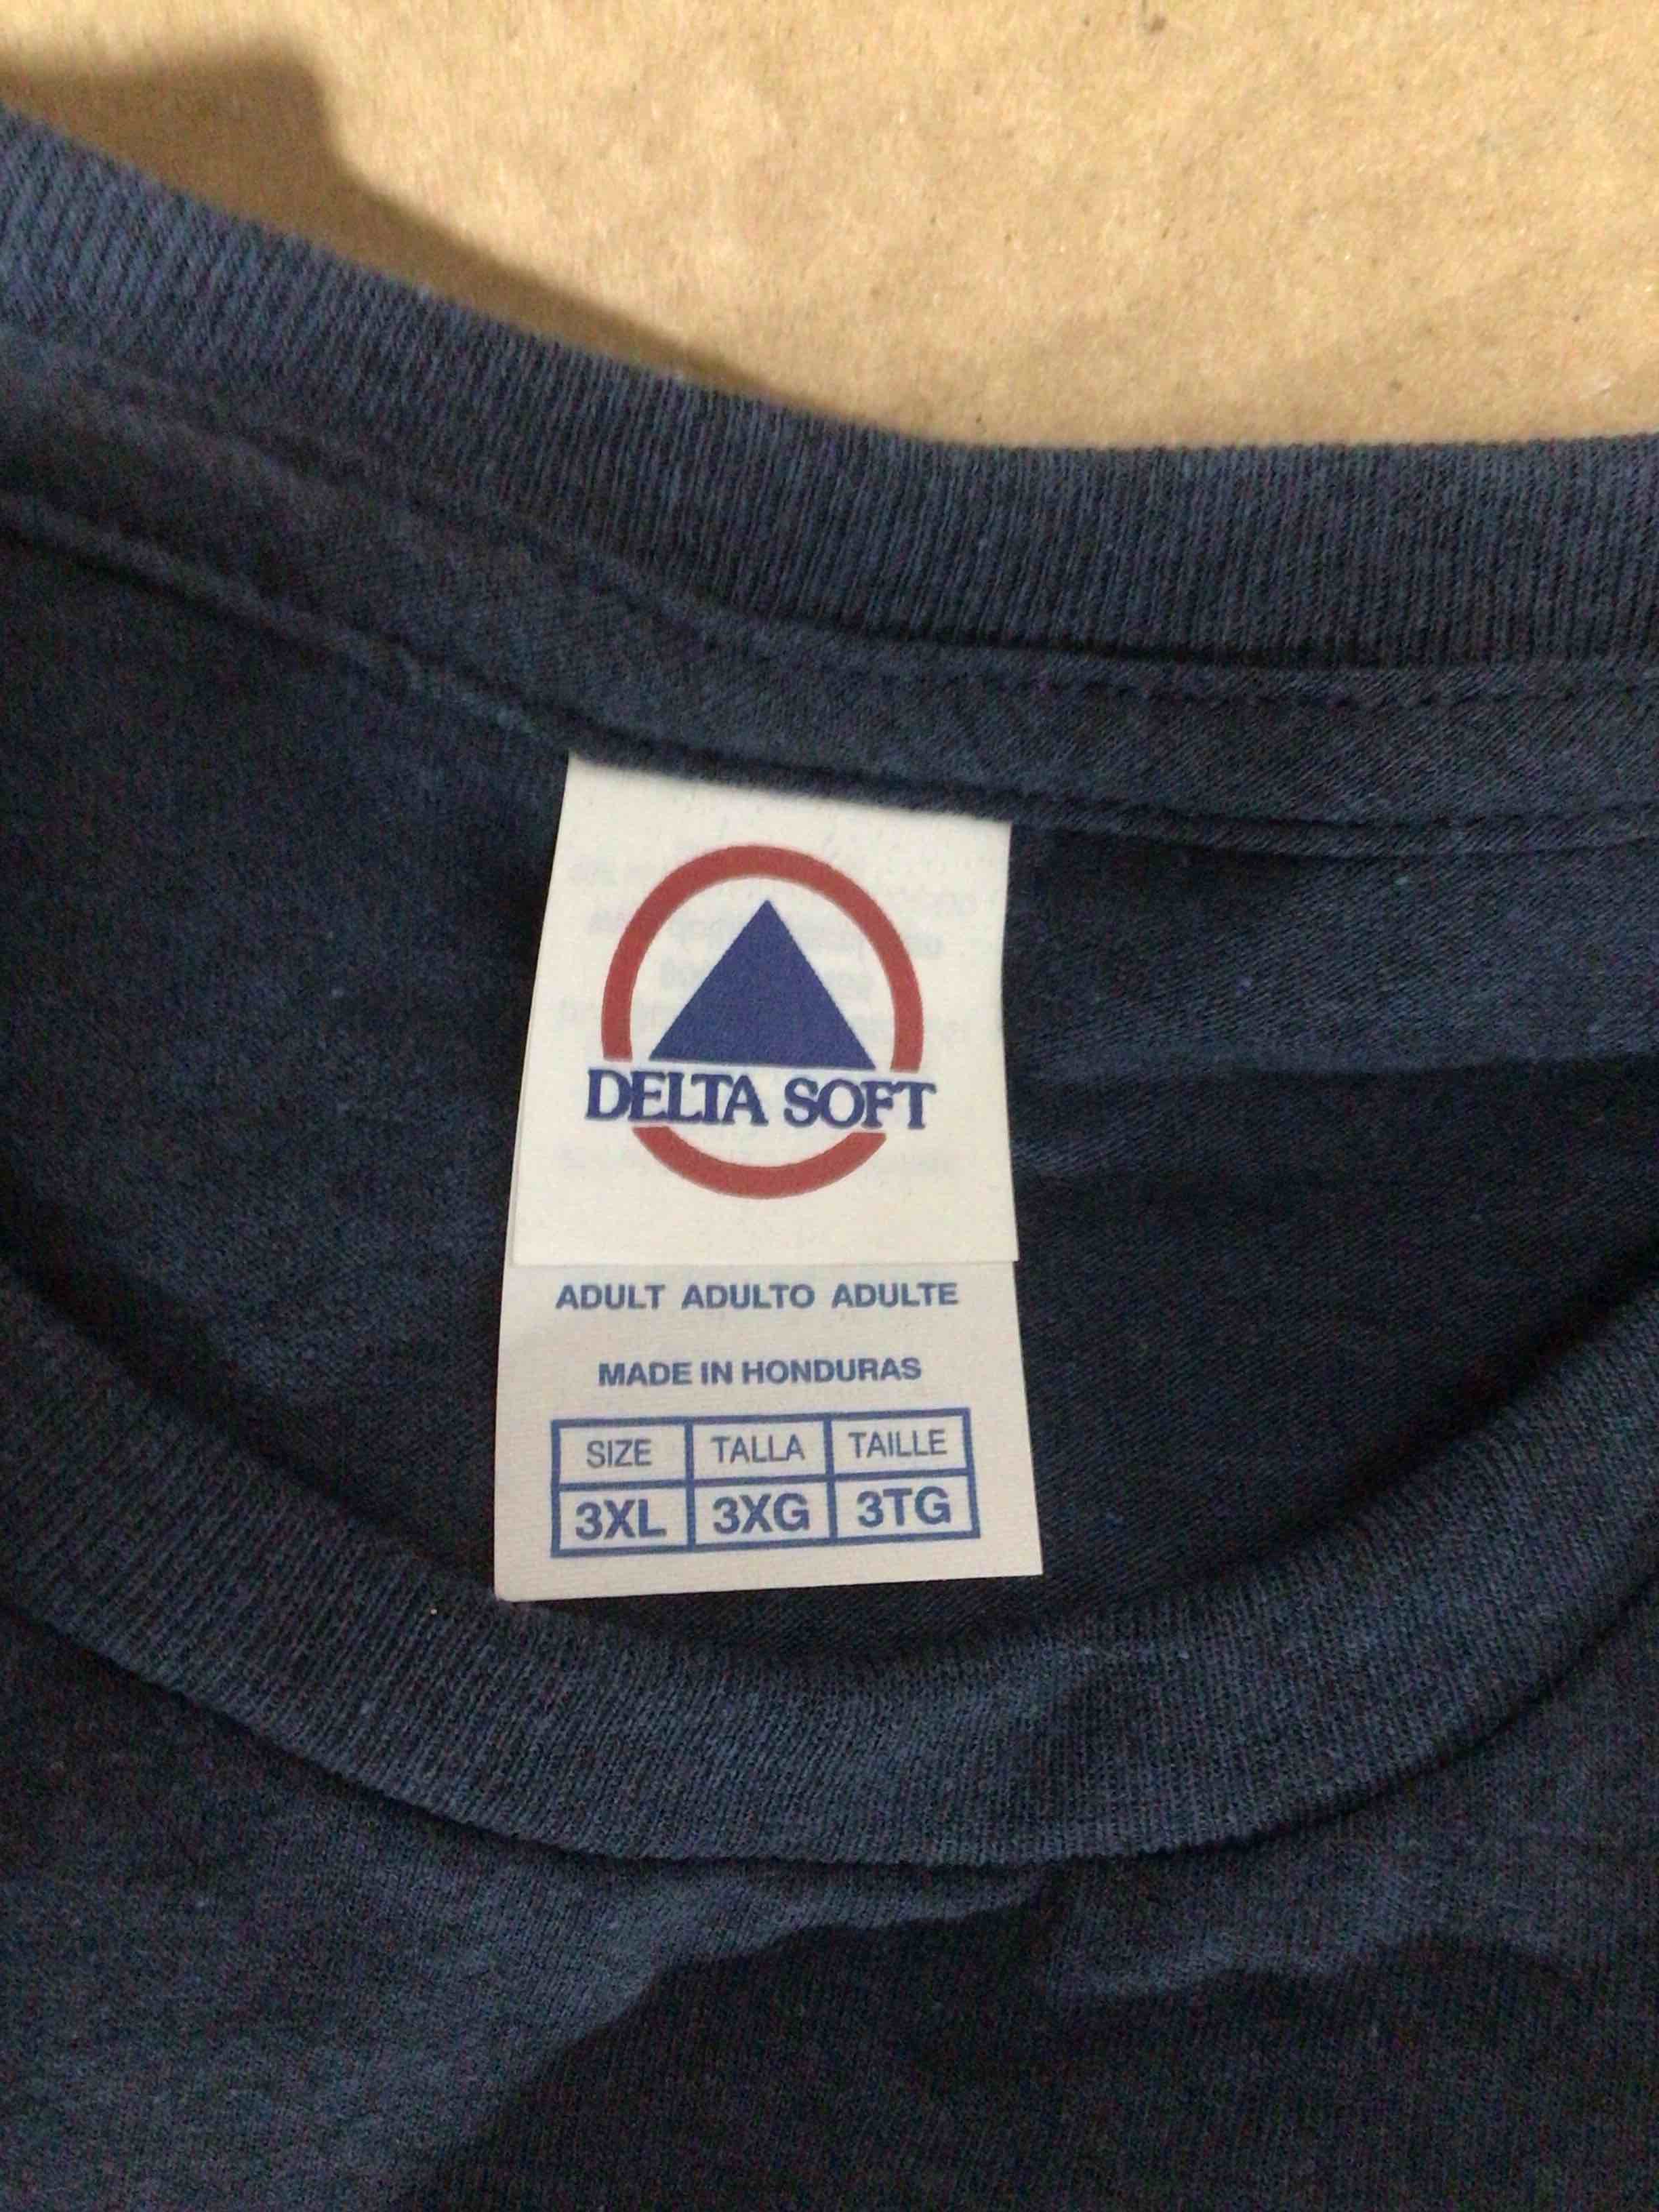 DELTA SOFT
ADULT ADULTO ADULTE
MADE IN HONDURAS
SIZE TALLA TAILLE
3XL 3XG 3TG